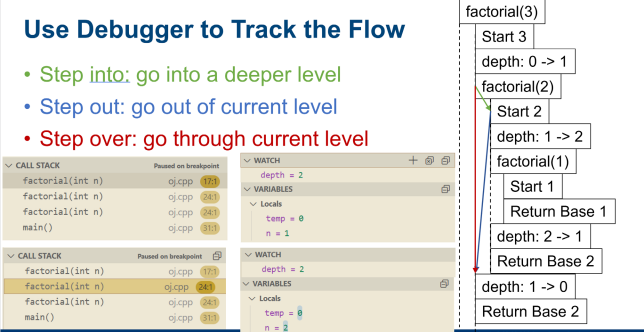 Use Debugger to Track the Flow
• Step into: go into a deeper level
• Step out: go out of current level
• Step over: go through current level
CALL STACK Paused on breakpoint
factorial(int n) oj.cpp 17:1
factorial(int n) oj.cpp 24:1
factorial(int n) oj.cpp 24:1
main() oj.cpp 31:1
WATCH
depth = 2
VARIABLES
Locals
temp = 0
n = 1
CALL STACK Paused on breakpoint
factorial(int n) oj.cpp 17:1
factorial(int n) oj.cpp 24:1
factorial(int n) oj.cpp 24:1
main() oj.cpp 31:1
WATCH
depth = 2
VARIABLES
Locals
temp = 0
n = 2
factorial(3)
Start 3
depth: 0 -> 1
factorial(2)
Start 2
depth: 1 -> 2
factorial(1)
Start 1
Return Base 1
depth: 2 -> 1
Return Base 2
depth: 1 -> 0
Return Base 2